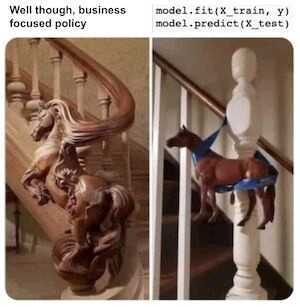 Well though, business
focused policy
model.fit(X_train, y)
model.predict(X_test)